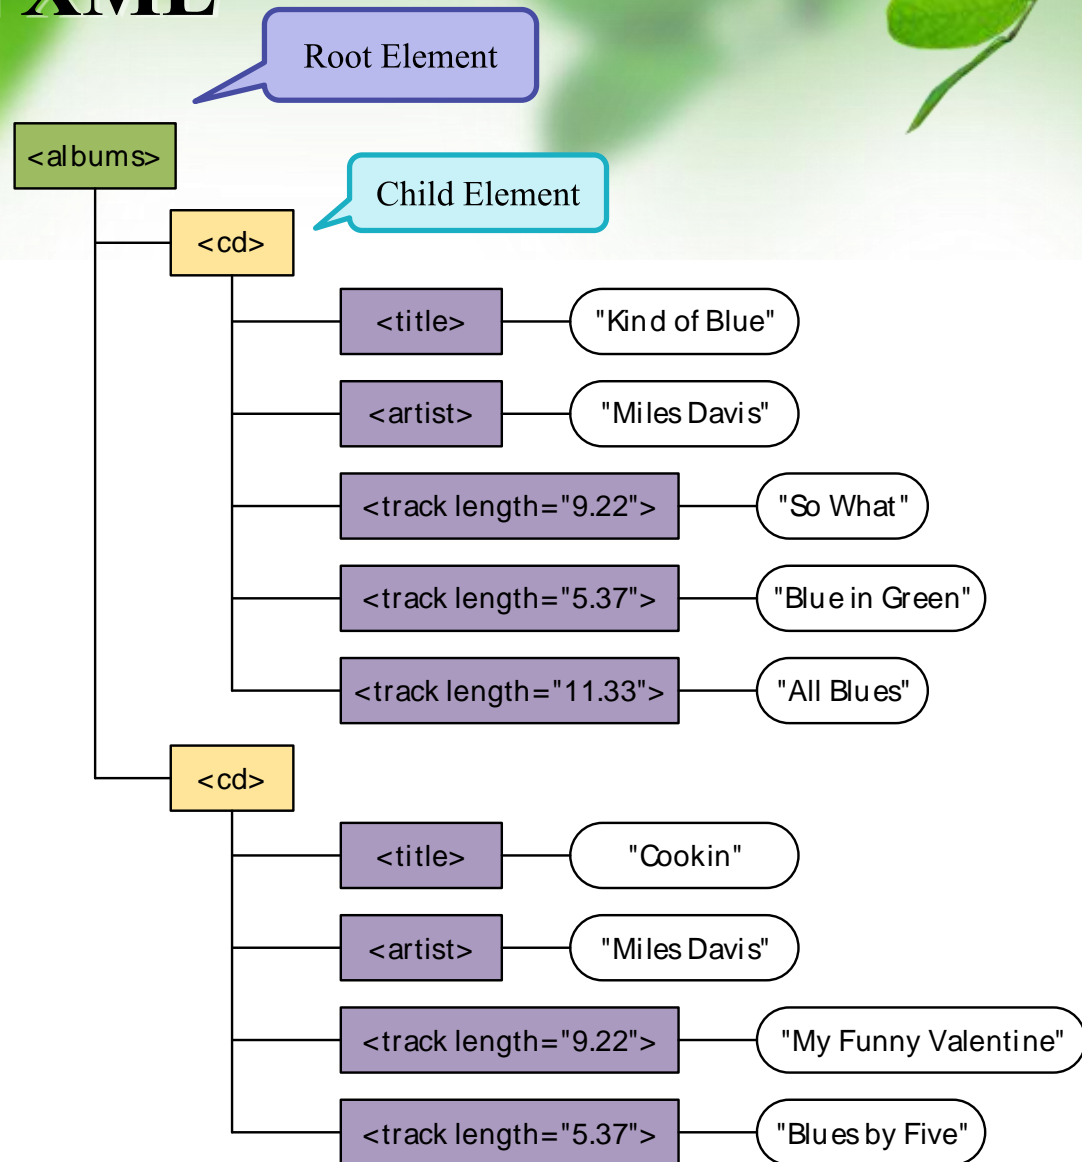 XML
Root Element
<albums>
Child Element
<cd>
<title> "Kind of Blue"
<artist> "Miles Davis"
<track length="9.22"> "So What"
<track length="5.37"> "Blue in Green"
<track length="11.33"> "All Blues"
<cd>
<title> "Cookin"
<artist> "Miles Davis"
<track length="9.22"> "My Funny Valentine"
<track length="5.37"> "Blues by Five"